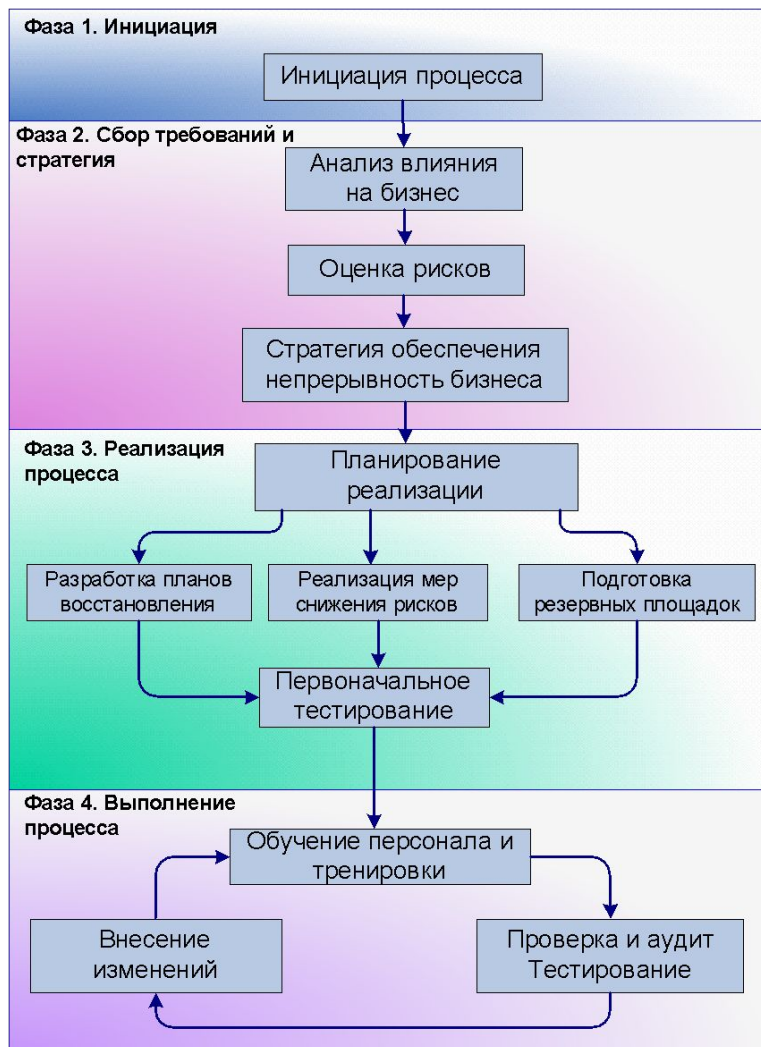 Фаза 1. Инициация
Инициация процесса
Фаза 2. Сбор требований и
стратегия
Анализ влияния
на бизнес
Оценка рисков
Стратегия обеспечения
непрерывность бизнеса
Фаза 3. Реализация
процесса
Планирование
реализации
Разработка планов
восстановления
Реализация мер
снижения рисков
Подготовка
резервных площадок
Первоначальное
тестирование
Фаза 4. Выполнение
процесса
Обучение персонала и
тренировки
Внесение
изменений
Проверка и аудит
Тестирование